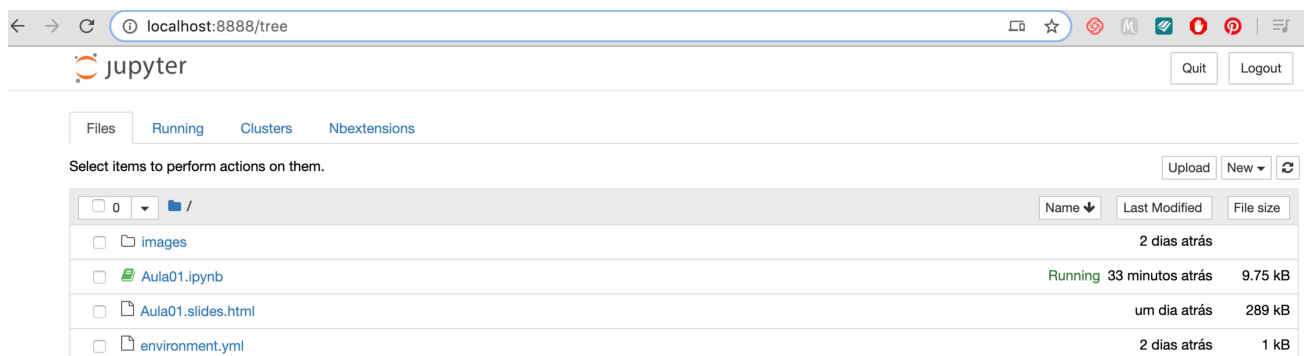 localhost:8888/tree
jupyter
Quit Logout
Files Running Clusters Nbextensions
Select items to perform actions on them.
Upload New
0 / Name Last Modified File size
images 2 dias atrás
Aula01.ipynb Running 33 minutos atrás 9.75 kB
Aula01.slides.html um dia atrás 289 kB
environment.yml 2 dias atrás 1 kB